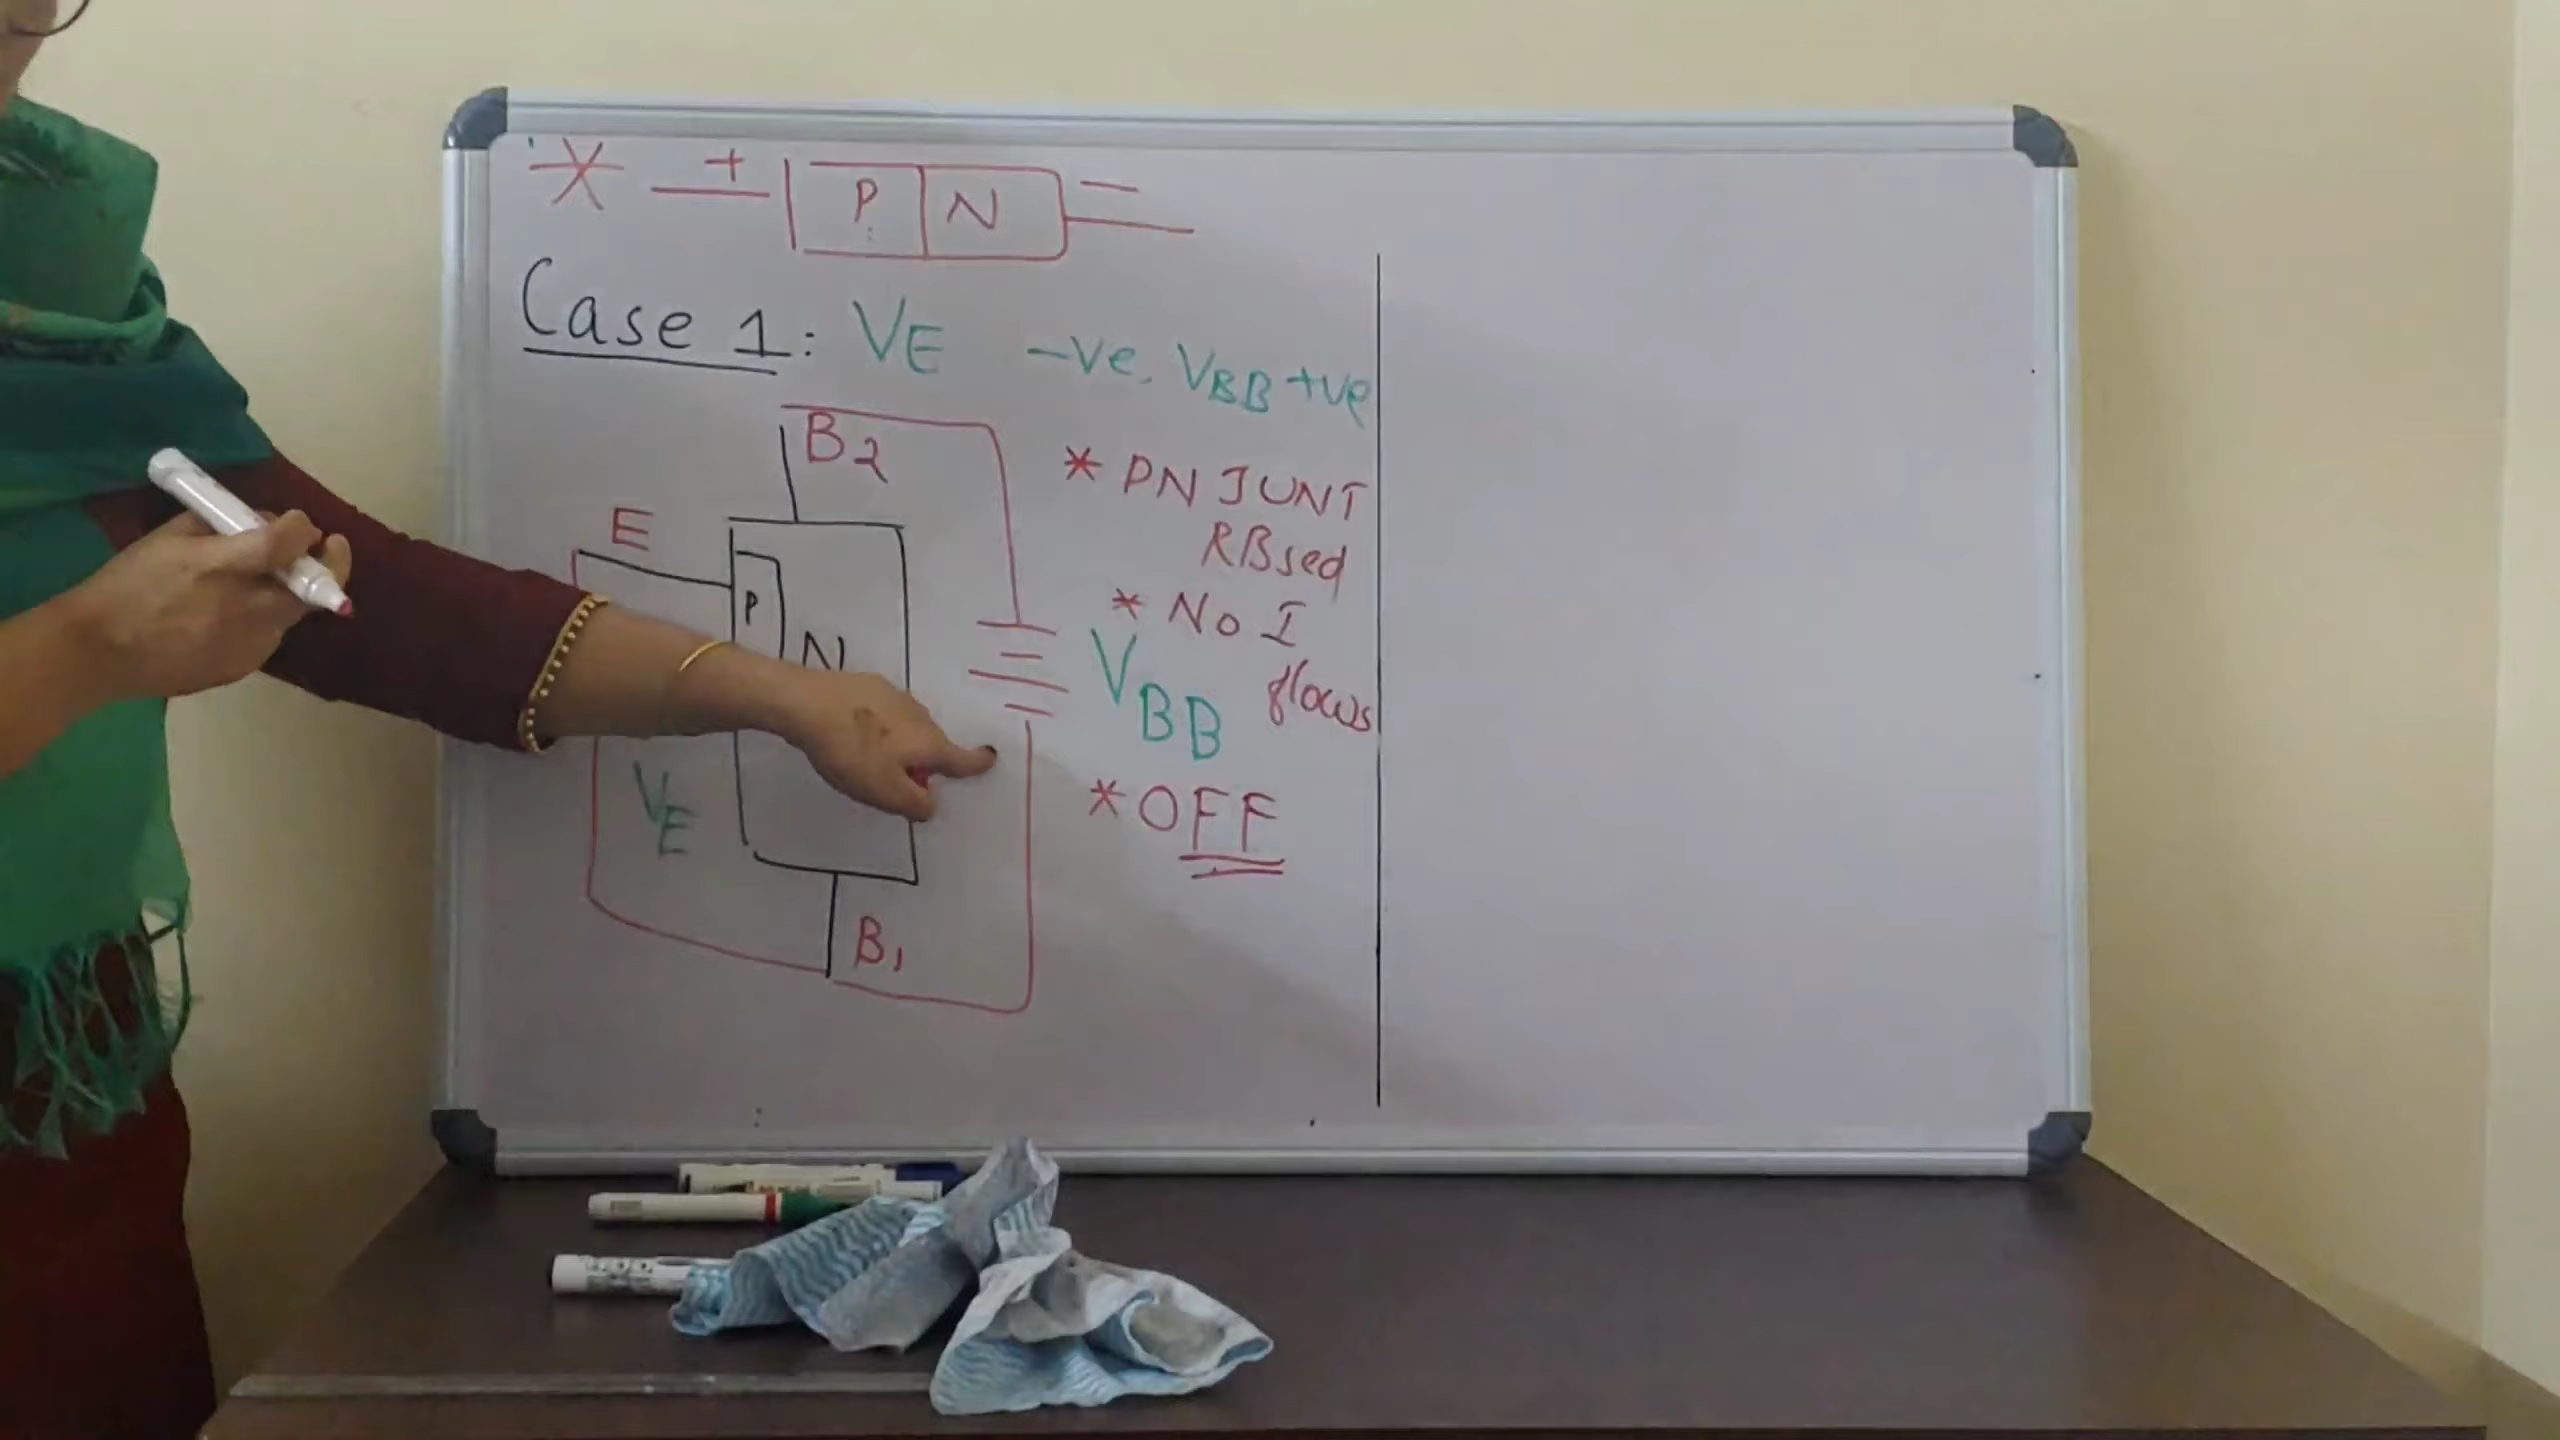 * + P N –
Case 1: VE -ve, VBB +ve
B2
E
P
N
VE
B1
VBB
* PN JUNT
RBsed
* No I
flows
* OFF